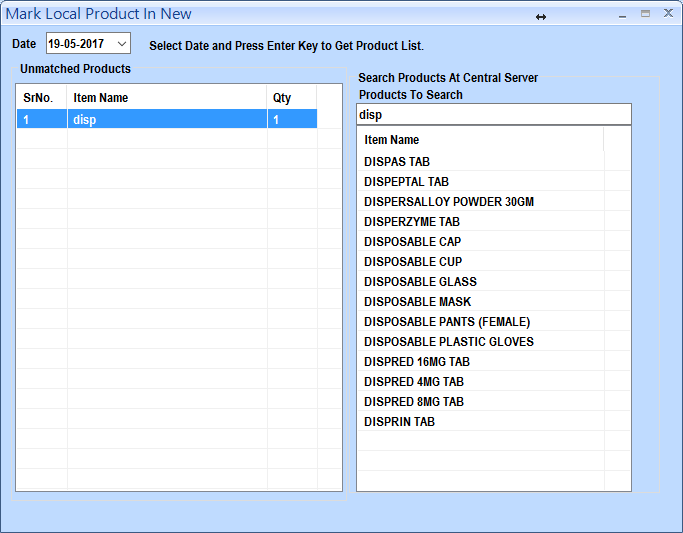 Mark Local Product In New
Date 19-05-2017 Select Date and Press Enter Key to Get Product List.
Unmatched Products
SrNo. Item Name Qty
1 disp 1
Search Products At Central Server
Products To Search
disp
Item Name
DISPAS TAB
DISPEPTAL TAB
DISPERSALLOY POWDER 30GM
DISPERZYME TAB
DISPOSABLE CAP
DISPOSABLE CUP
DISPOSABLE GLASS
DISPOSABLE MASK
DISPOSABLE PANTS (FEMALE)
DISPOSABLE PLASTIC GLOVES
DISPRED 16MG TAB
DISPRED 4MG TAB
DISPRED 8MG TAB
DISPRIN TAB